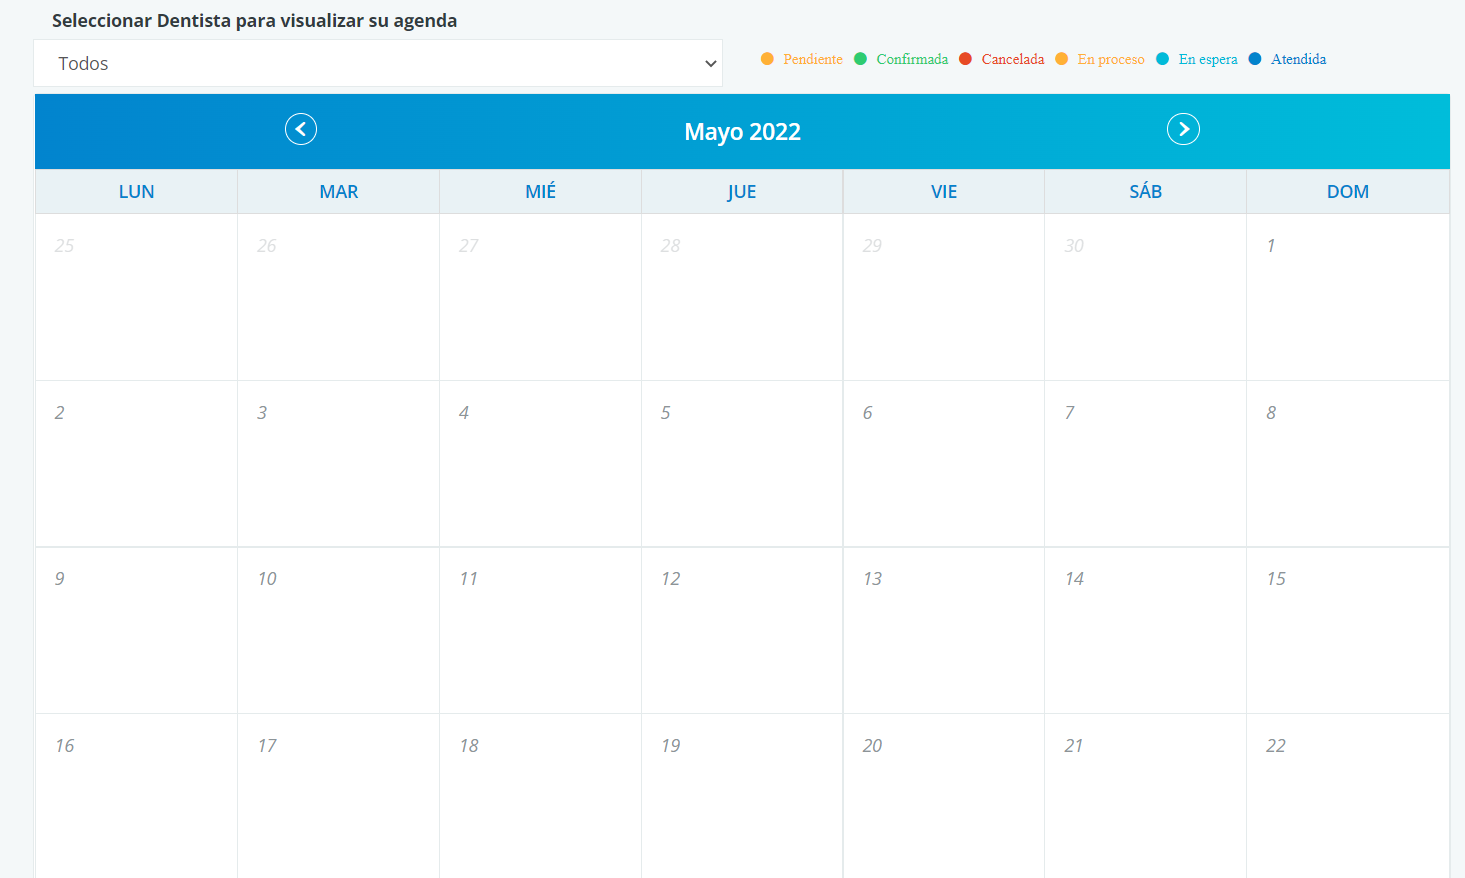 Seleccionar Dentista para visualizar su agenda
Todos
Pendiente Confirmada Cancelada En proceso En espera Atendida
Mayo 2022
LUN MAR MIÉ JUE VIE SÁB DOM
25 26 27 28 29 30 1
2 3 4 5 6 7 8
9 10 11 12 13 14 15
16 17 18 19 20 21 22